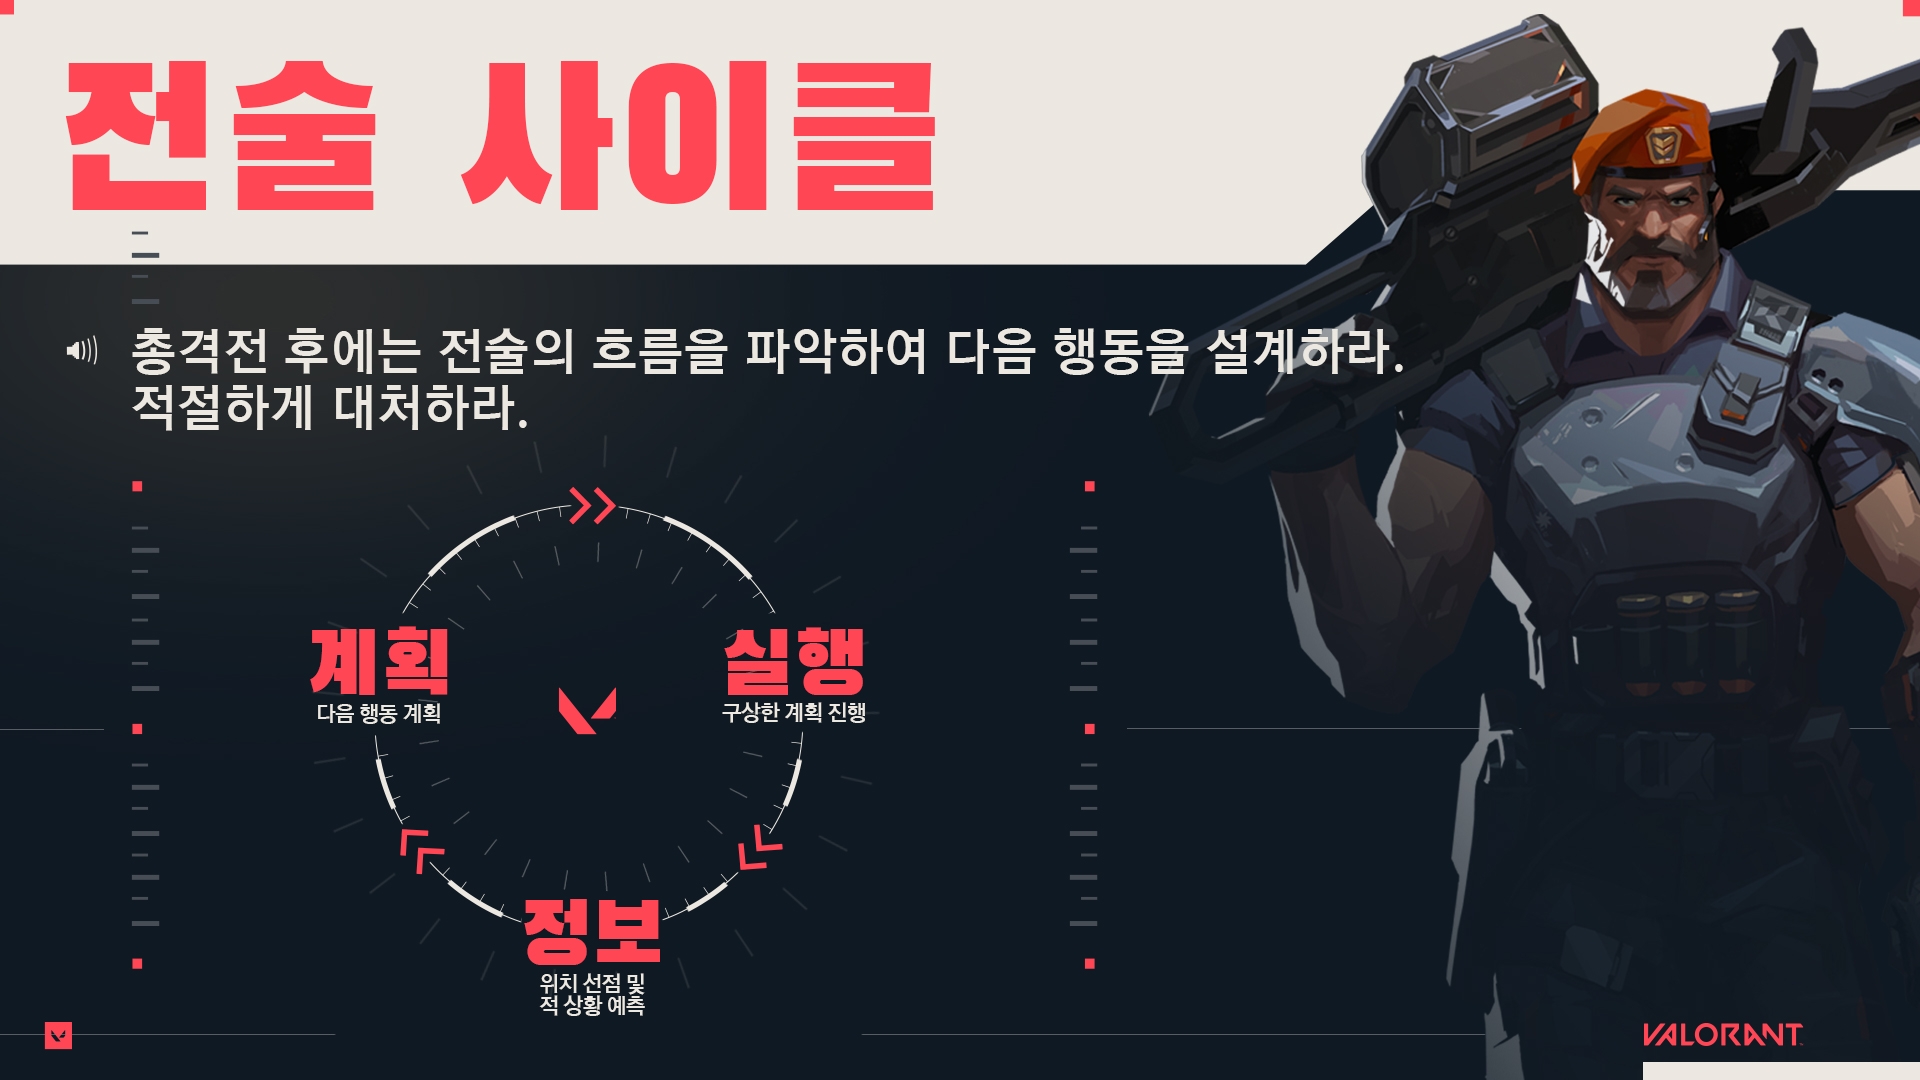 전술 사이클
총격전 후에는 전술의 흐름을 파악하여 다음 행동을 설계하라.
적절하게 대처하라.
계획
다음 행동 계획
실행
구상한 계획 진행
정보
위치 선점 및
적 상황 예측
VALORANT